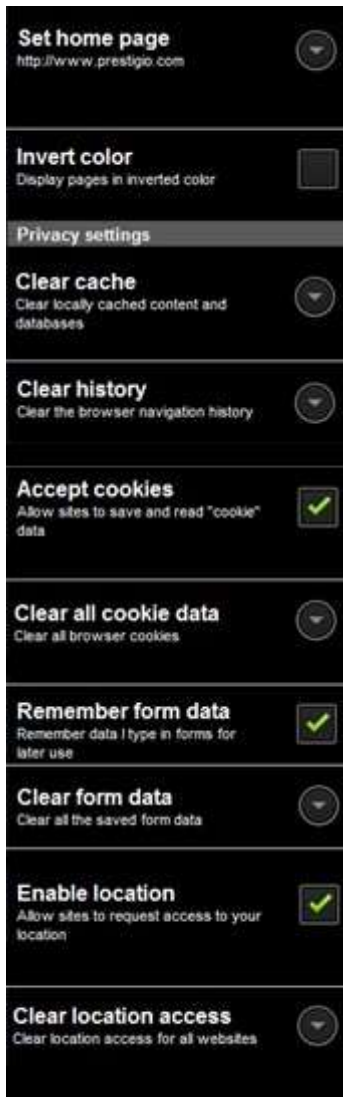 Set home page
http://www.prestigio.com
Invert color
Display pages in inverted color
Privacy settings
Clear cache
Clear locally cached content and
databases
Clear history
Clear the browser navigation history
Accept cookies
Allow sites to save and read "cookie"
data
Clear all cookie data
Clear all browser cookies
Remember form data
Remember data I type in forms for
later use
Clear form data
Clear all the saved form data
Enable location
Allow sites to request access to your
location
Clear location access
Clear location access for all websites